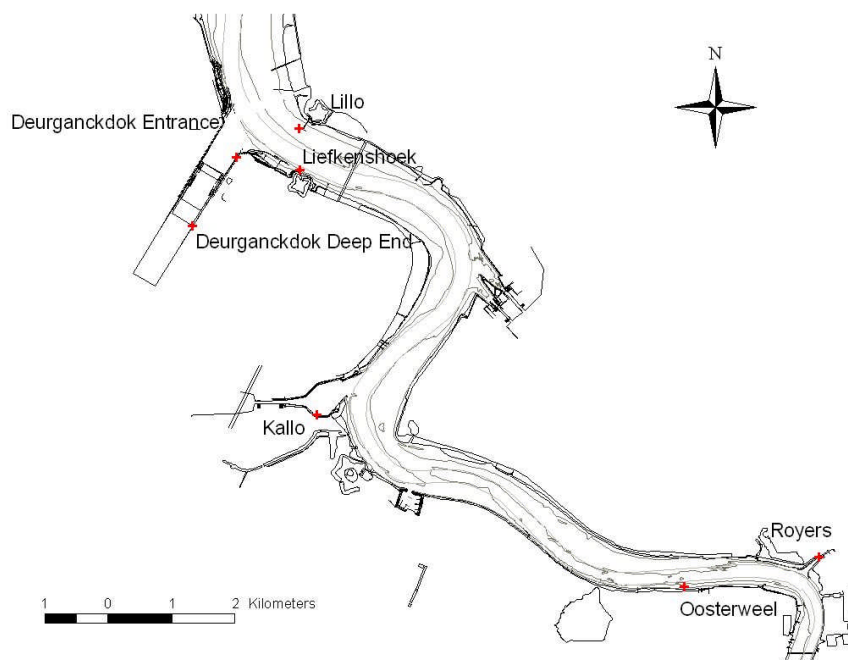 N
Lillo
Deurganckdok Entrance
Liefkenshoek
Deurganckdok Deep End
Kallo
Royers
Oosterweel
1 0 1 2 Kilometers